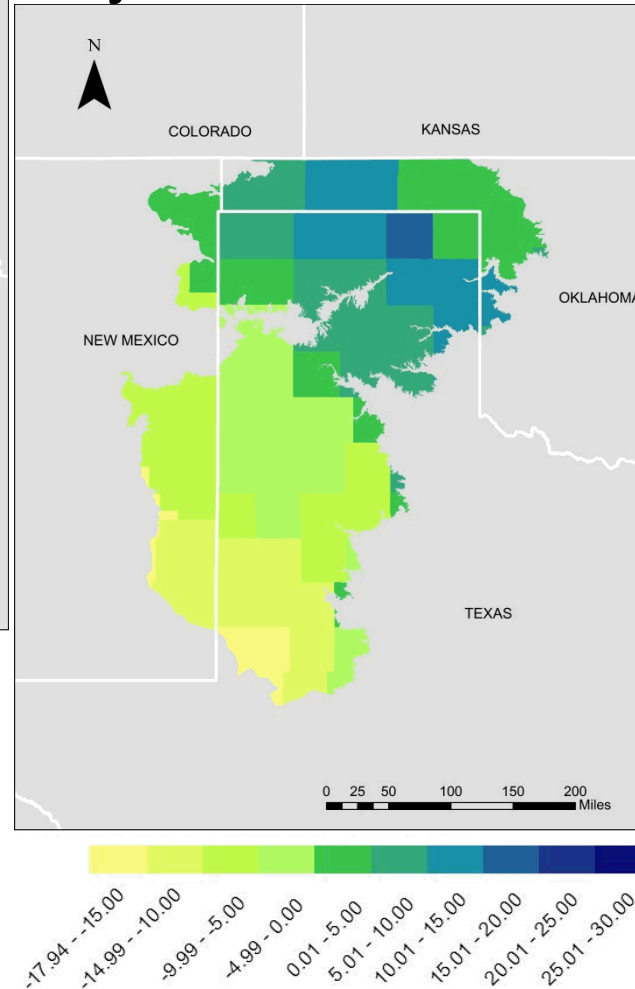 N
COLORADO
KANSAS
OKLAHOMA
NEW MEXICO
TEXAS
0 25 50 100 150 200
Miles
-17.94 - -15.00
-14.99 - -10.00
-9.99 - -5.00
-4.99 - 0.00
0.01 - 5.00
5.01 - 10.00
10.01 - 15.00
15.01 - 20.00
20.01 - 25.00
25.01 - 30.00